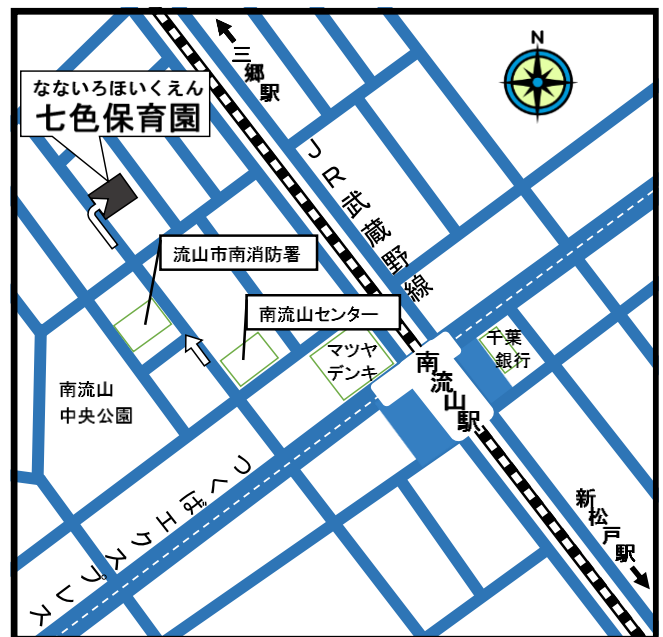 N
三郷駅
なないろほいくえん
七色保育園
JR武蔵野線
流山市南消防署
南流山センター
マツヤ
デンキ
千葉
銀行
南流山駅
南流山
中央公園
つくばエクスプレス
新松戸駅